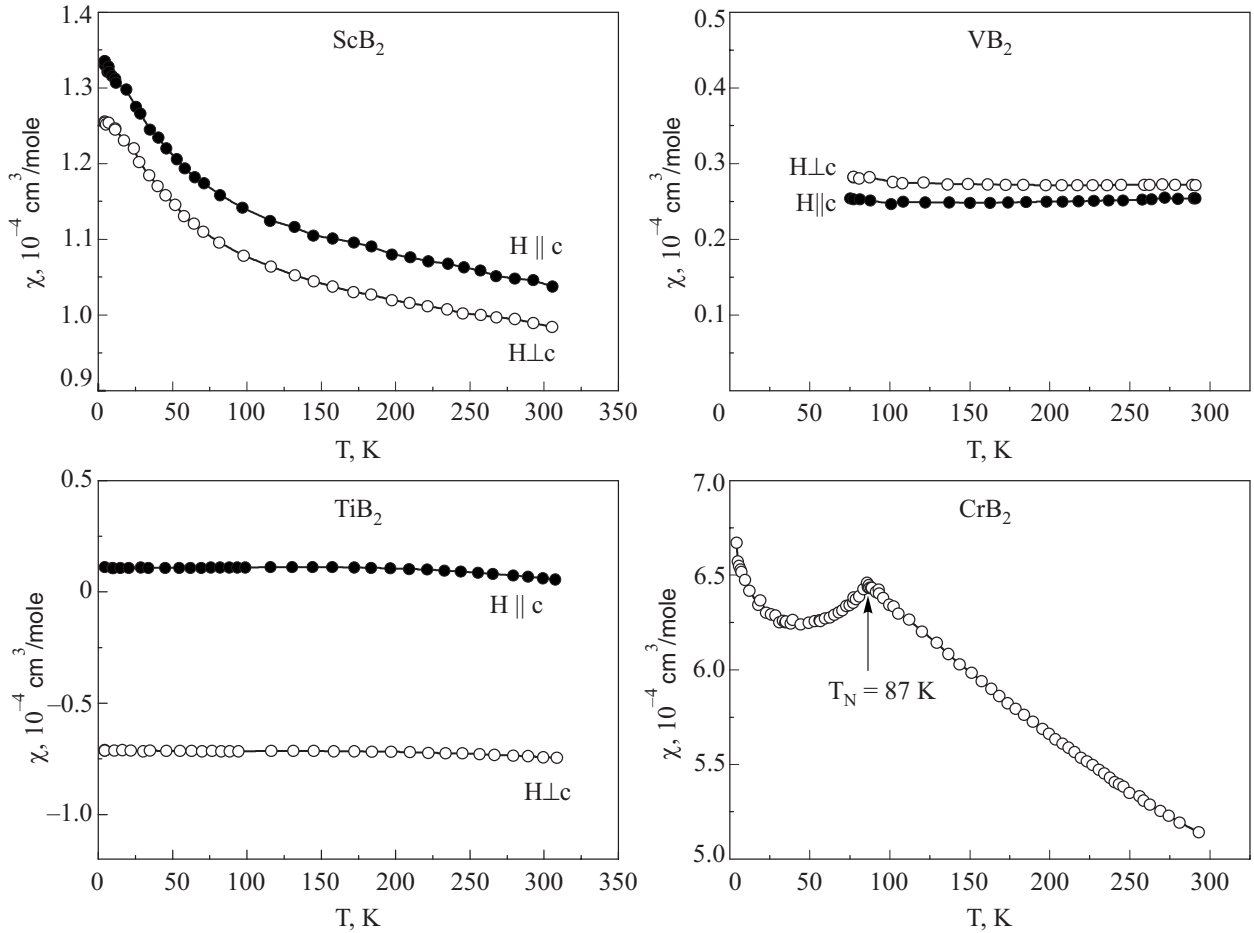 ScB₂
χ, 10⁻⁴ cm³/mole
1.4
1.3
1.2
1.1
1.0
0.9
H || c
H⊥c
0 50 100 150 200 250 300 350
T, K
VB₂
χ, 10⁻⁴ cm³/mole
0.5
0.4
0.3
0.2
0.1
H⊥c
H||c
0 50 100 150 200 250 300
T, K
TiB₂
χ, 10⁻⁴ cm³/mole
0.5
0
–0.5
–1.0
H || c
H⊥c
0 50 100 150 200 250 300 350
T, K
CrB₂
χ, 10⁻⁴ cm³/mole
7.0
6.5
6.0
5.5
5.0
T_N = 87 K
0 50 100 150 200 250 300
T, K